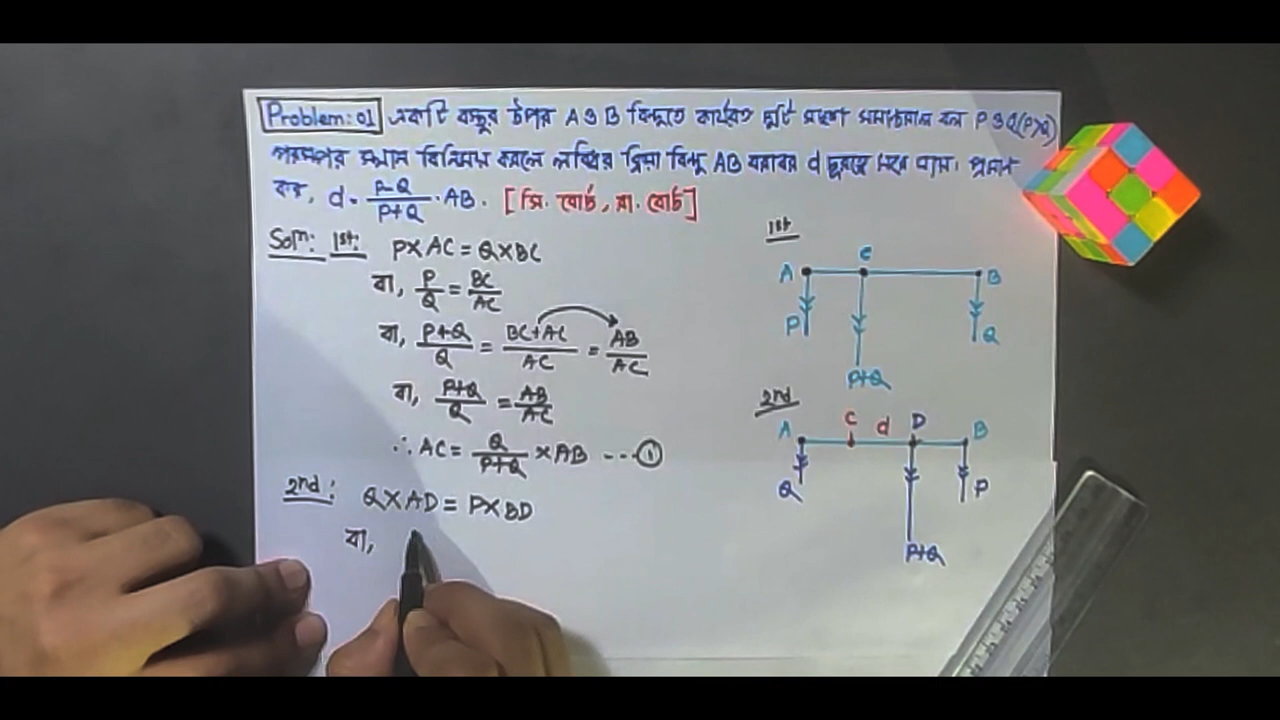 Problem: 01 একটি বস্তুর উপর A ও B বিন্দুতে কার্যরত দুটি সদৃশ সমান্তরাল বল P ও Q(P>Q)
পরস্পর স্থান বিনিময় করলে লব্ধির ক্রিয়া বিন্দু AB বরাবর d দূরত্বে সরে যায়। প্রমাণ
কর, d = P-Q/P+Q · AB. [সি. বোর্ড, রা. বোর্ড]
Soln: 1st: P×AC = Q×BC
বা, P/Q = BC/AC
বা, P+Q/Q = BC+AC/AC = AB/AC
বা, P+Q/Q = AB/AC
∴ AC = Q/P+Q × AB ---①
2nd: Q×AD = P×BD
বা,
1st
A C B
P Q
P+Q
2nd
A C d D B
Q P
P+Q